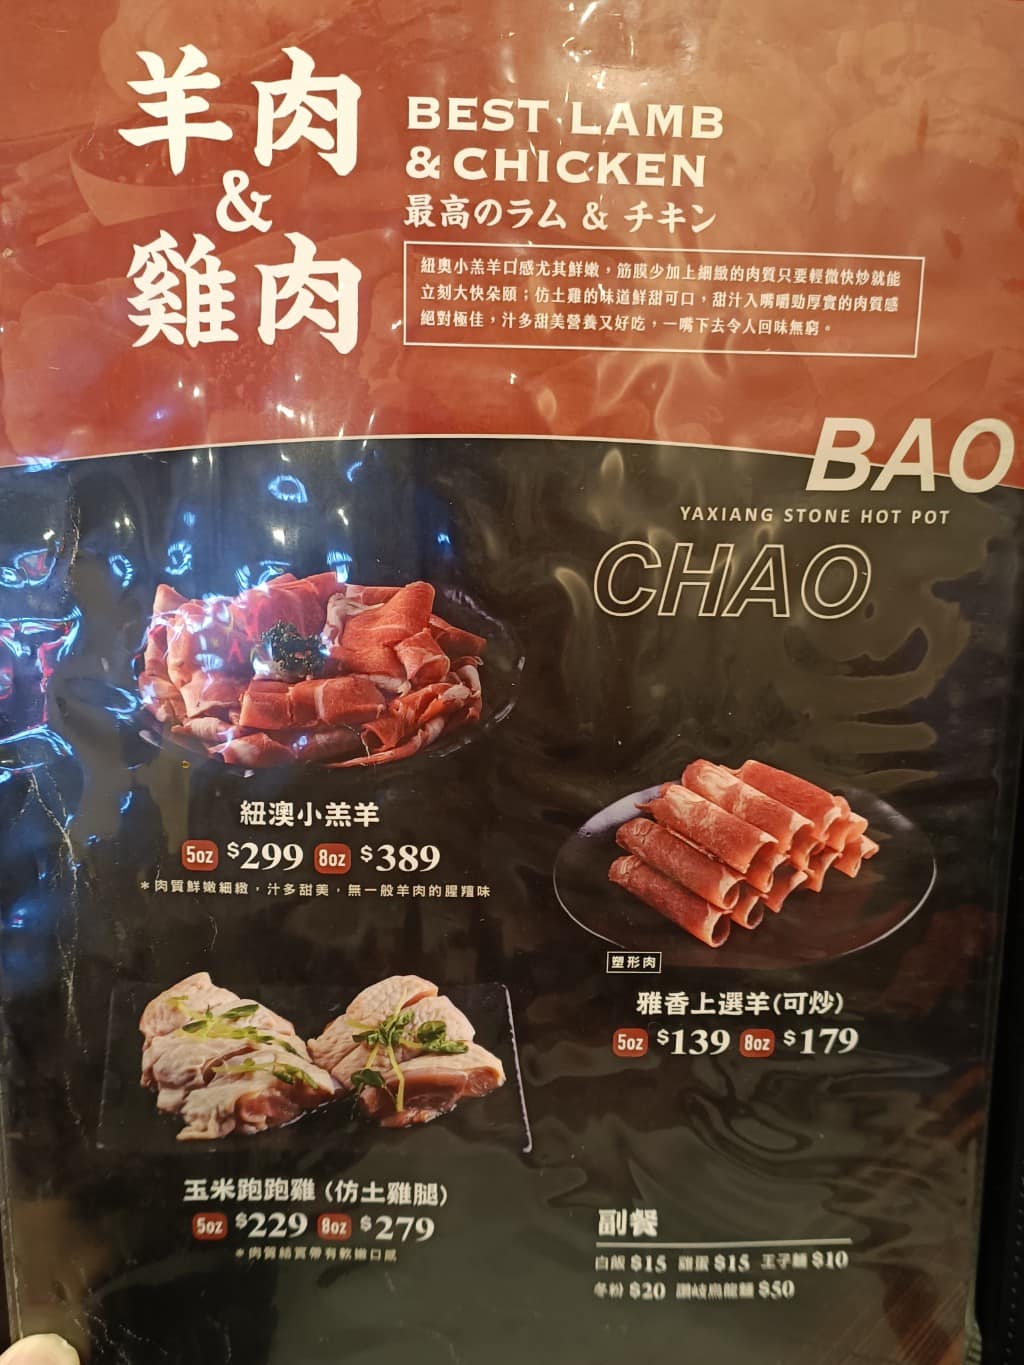 羊肉
&
雞肉
BEST LAMB
& CHICKEN
最高のラム & チキン
紐奧小羔羊口感尤其鮮嫩，筋膜少加上細緻的肉質只要輕微快炒就能
立刻大快朵頤；仿土雞的味道鮮甜可口，甜汁入嘴嚼勁厚實的肉質感
絕對極佳，汁多甜美營養又好吃，一嘴下去令人回味無窮。
BAO
YAXIANG STONE HOT POT
CHAO
紐澳小羔羊
5oz $299 8oz $389
＊肉質鮮嫩細緻，汁多甜美，無一般羊肉的腥羶味
塑形肉
雅香上選羊(可炒)
5oz $139 8oz $179
玉米跑跑雞 (仿土雞腿)
5oz $229 8oz $279
＊肉質結實帶有軟嫩口感
副餐
白飯 $15 雞蛋 $15 王子麵 $10
冬粉 $20 讚岐烏龍麵 $50